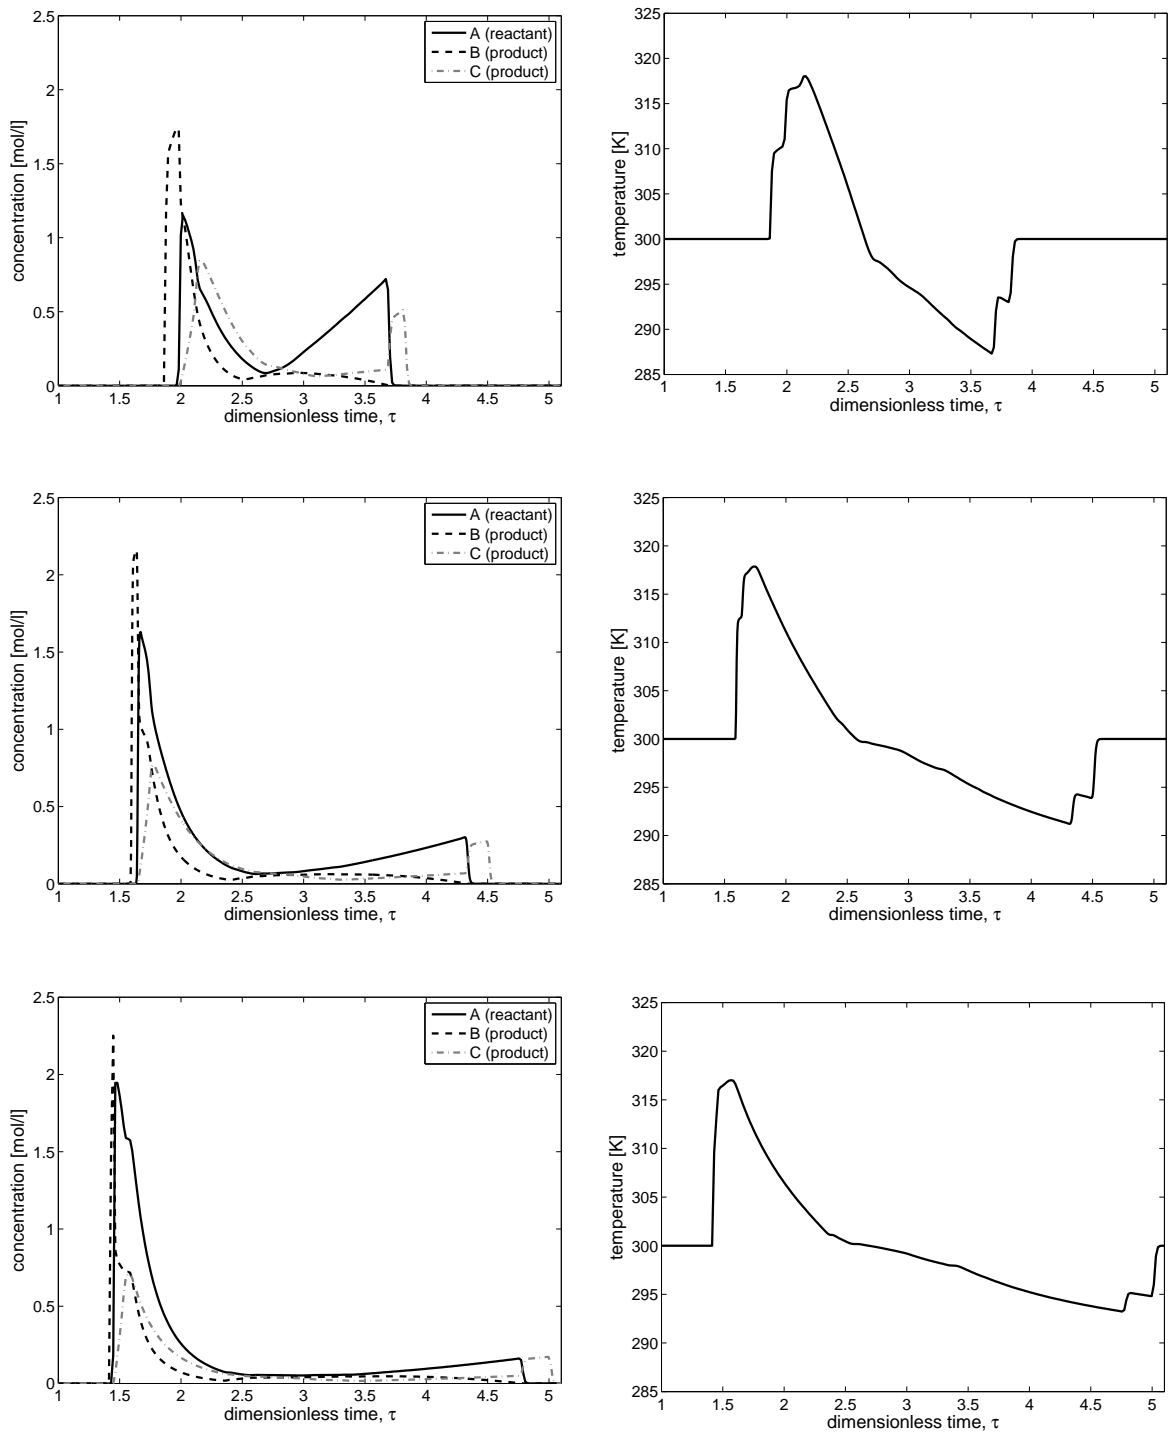 2.5
2
1.5
1
0.5
0
concentration [mol/l]
A (reactant)
B (product)
C (product)
1 1.5 2 2.5 3 3.5 4 4.5 5
dimensionless time, τ
325
320
315
310
305
300
295
290
285
temperature [K]
1 1.5 2 2.5 3 3.5 4 4.5 5
dimensionless time, τ
2.5
2
1.5
1
0.5
0
concentration [mol/l]
A (reactant)
B (product)
C (product)
1 1.5 2 2.5 3 3.5 4 4.5 5
dimensionless time, τ
325
320
315
310
305
300
295
290
285
temperature [K]
1 1.5 2 2.5 3 3.5 4 4.5 5
dimensionless time, τ
2.5
2
1.5
1
0.5
0
concentration [mol/l]
A (reactant)
B (product)
C (product)
1 1.5 2 2.5 3 3.5 4 4.5 5
dimensionless time, τ
325
320
315
310
305
300
295
290
285
temperature [K]
1 1.5 2 2.5 3 3.5 4 4.5 5
dimensionless time, τ